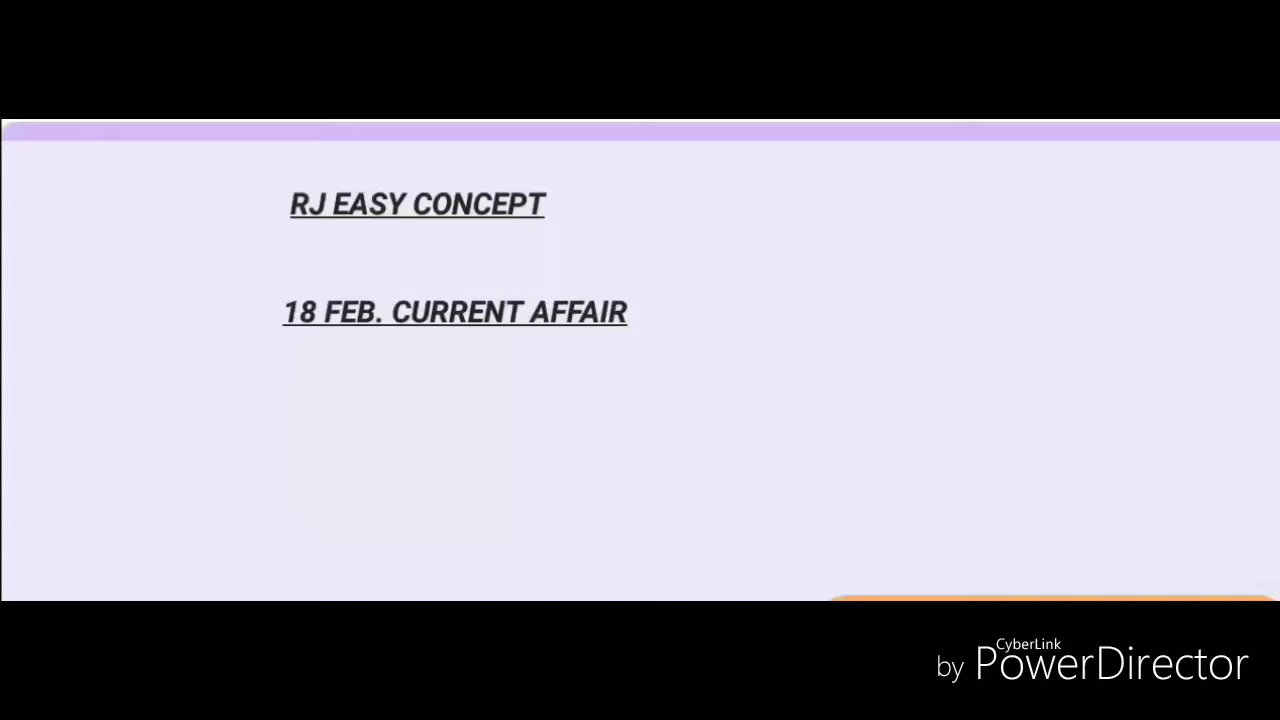 RJ EASY CONCEPT
18 FEB. CURRENT AFFAIR
CyberLink
by PowerDirector